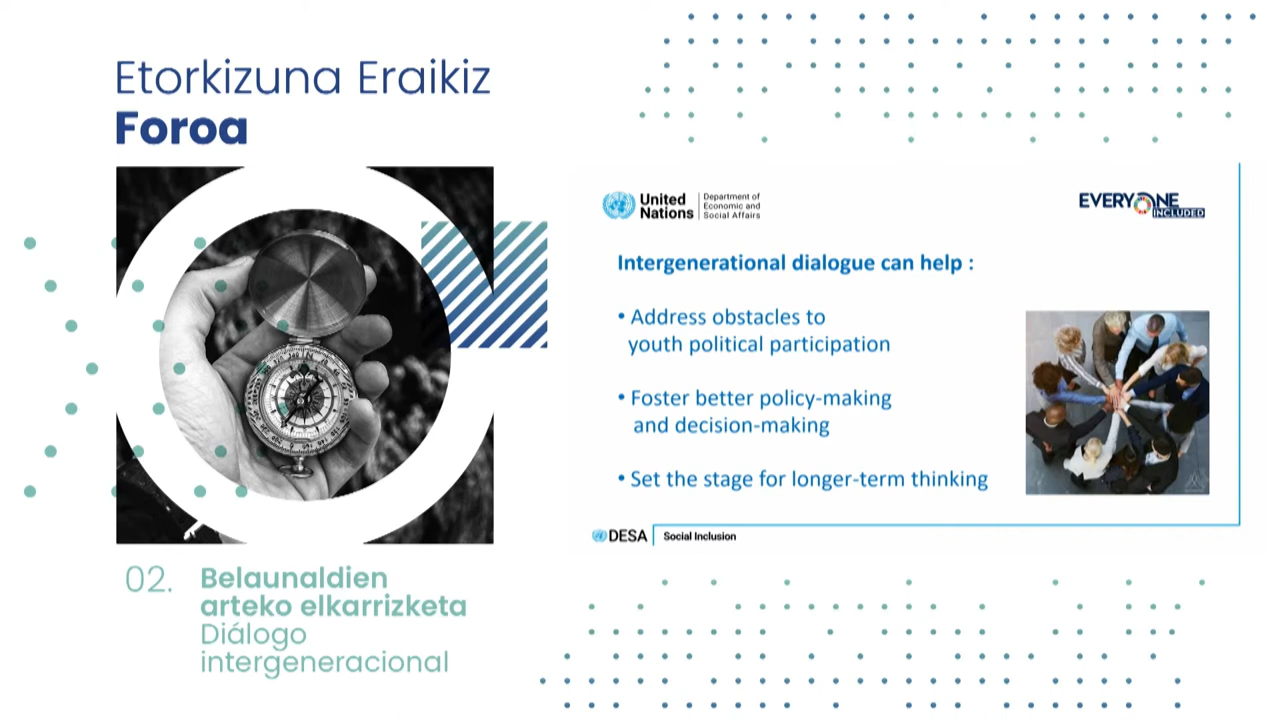 Etorkizuna Eraikiz
Foroa
02.
Belaunaldien
arteko elkarrizketa
Diálogo
intergeneracional
United
Nations
Department of
Economic and
Social Affairs
EVERYONE
INCLUDED
Intergenerational dialogue can help :
• Address obstacles to
youth political participation
• Foster better policy-making
and decision-making
• Set the stage for longer-term thinking
DESA
Social Inclusion